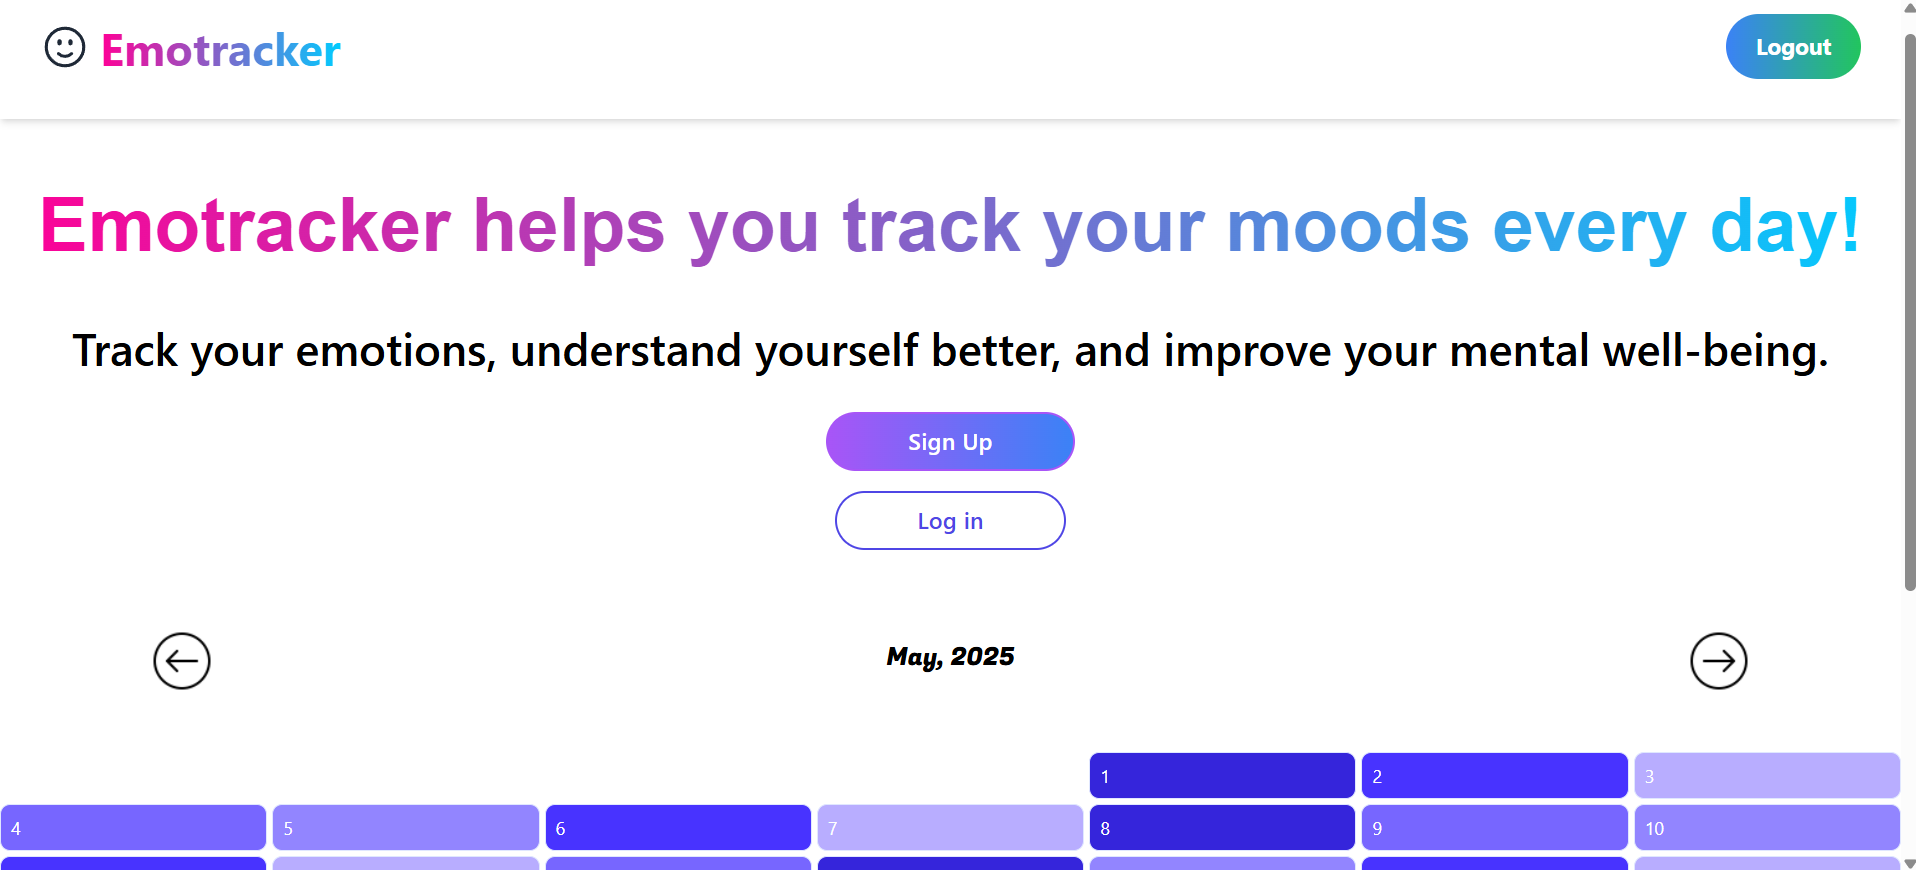 Emotracker
Logout
Emotracker helps you track your moods every day!
Track your emotions, understand yourself better, and improve your mental well-being.
Sign Up
Log in
May, 2025
1 2 3
4 5 6 7 8 9 10